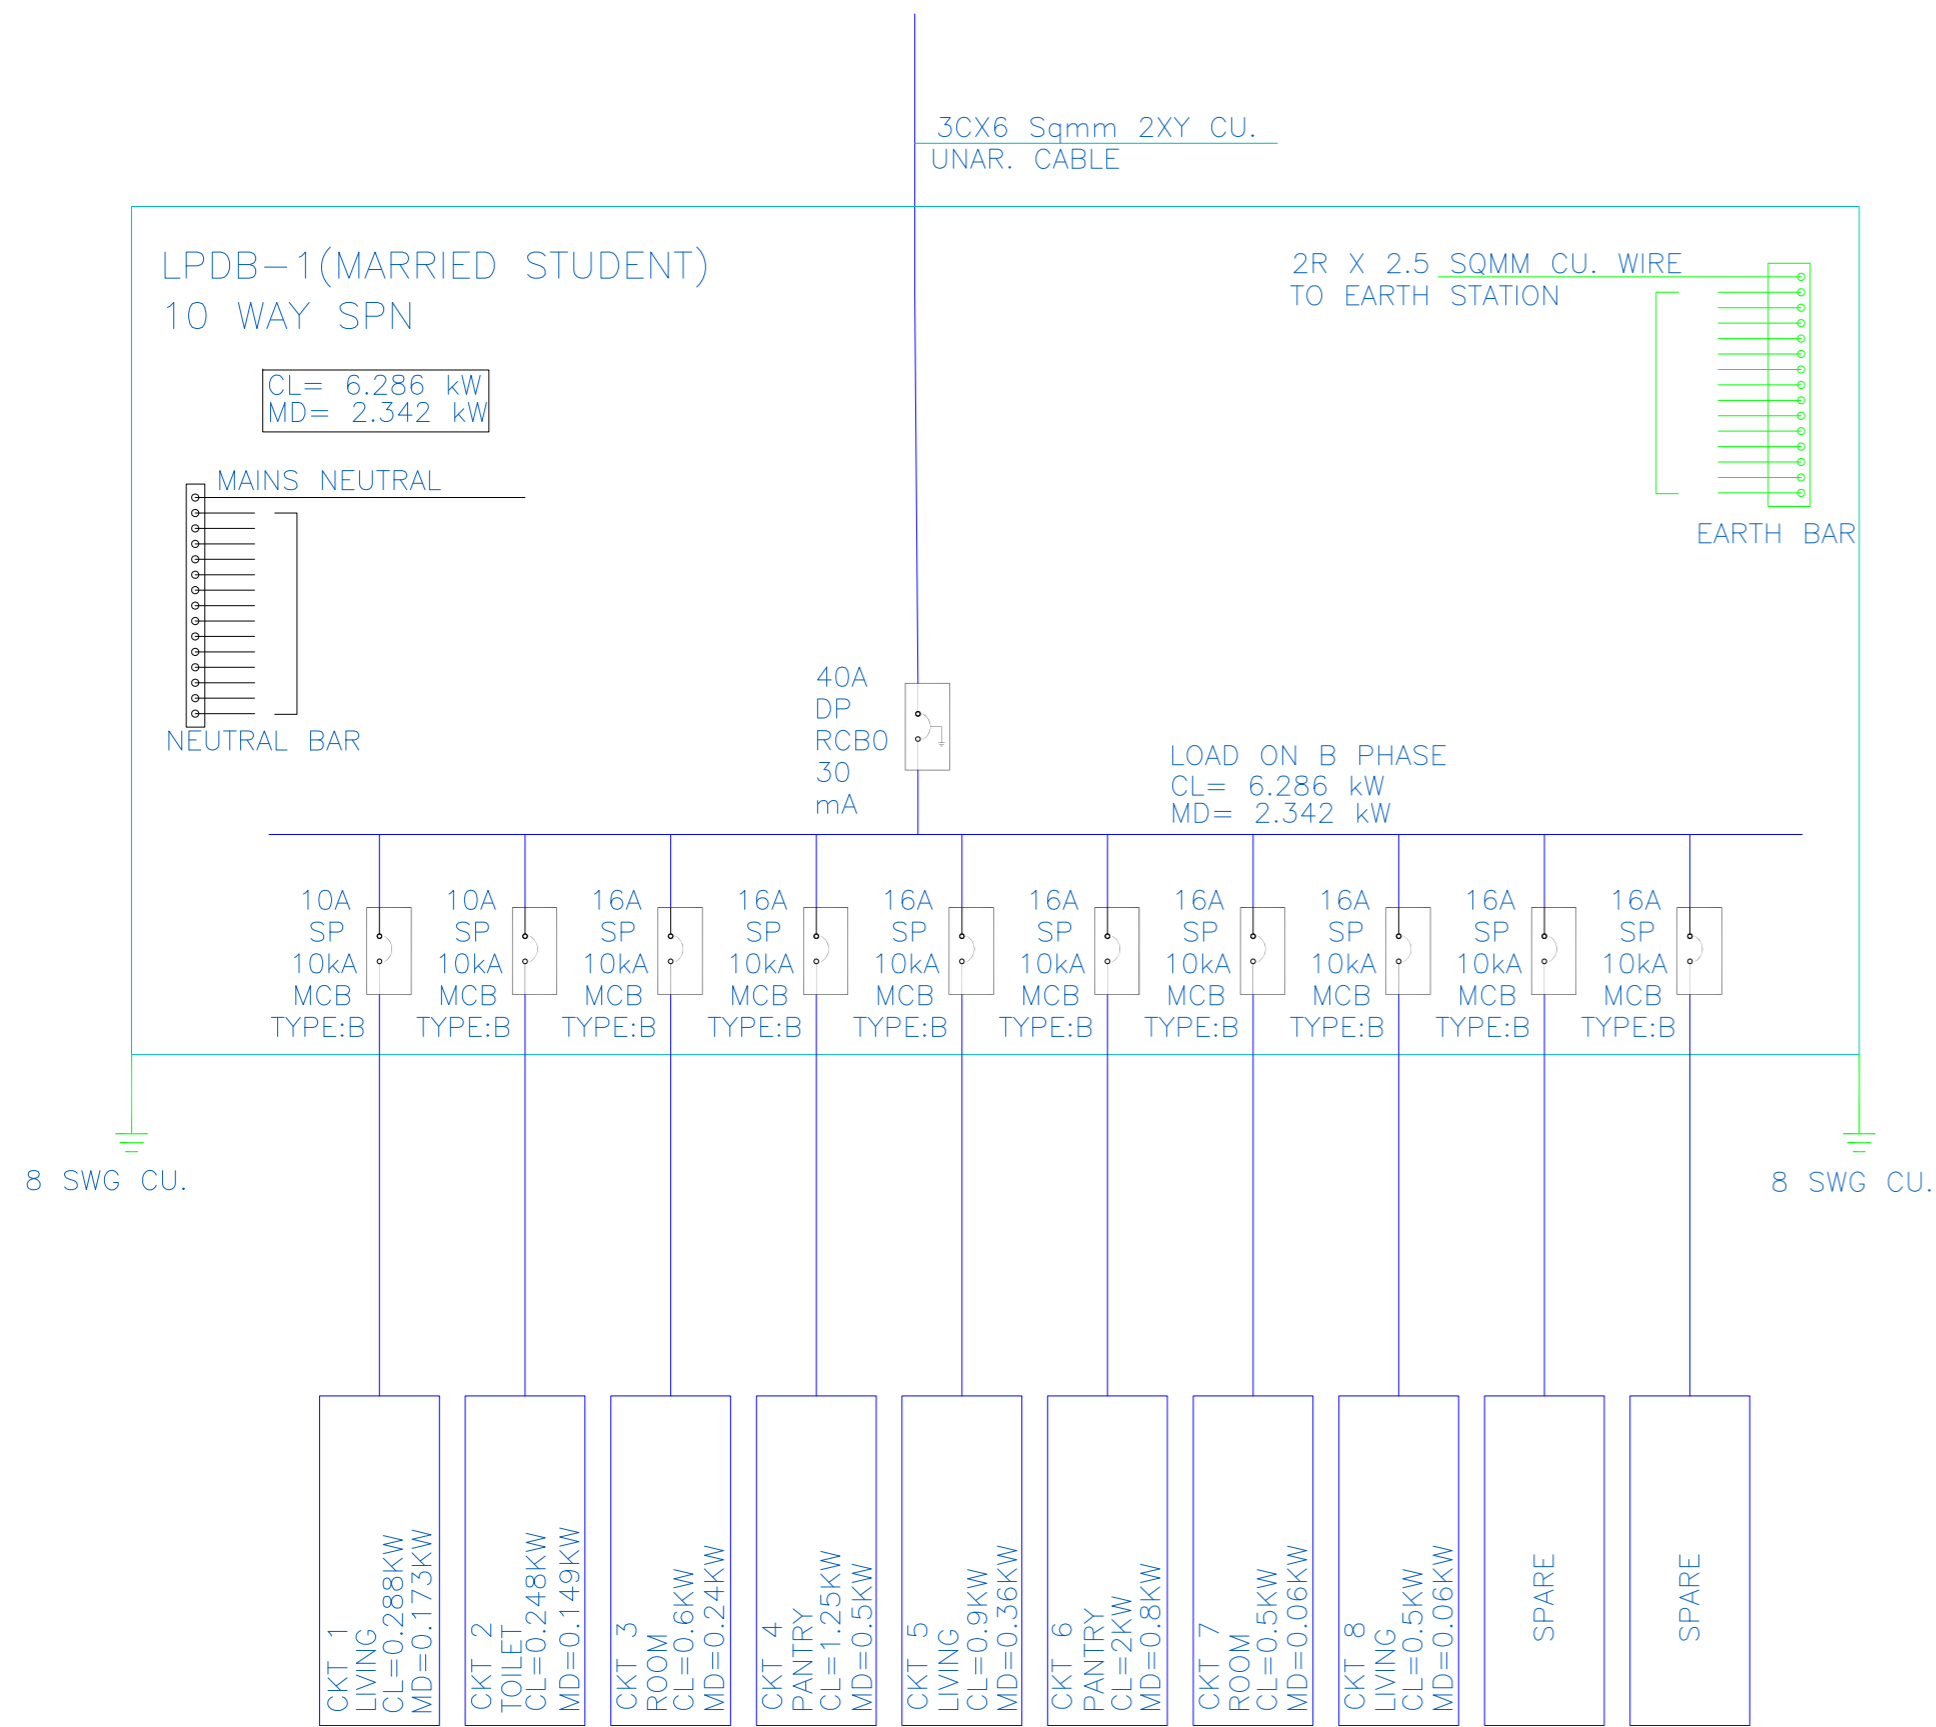 3CX6 Sqmm 2XY CU.
UNAR. CABLE
LPDB-1(MARRIED STUDENT)
10 WAY SPN
2R X 2.5 SQMM CU. WIRE
TO EARTH STATION
CL= 6.286 kW
MD= 2.342 kW
MAINS NEUTRAL
EARTH BAR
NEUTRAL BAR
40A
DP
RCBO
30
mA
LOAD ON B PHASE
CL= 6.286 kW
MD= 2.342 kW
10A
SP
10kA
MCB
TYPE:B
10A
SP
10kA
MCB
TYPE:B
16A
SP
10kA
MCB
TYPE:B
16A
SP
10kA
MCB
TYPE:B
16A
SP
10kA
MCB
TYPE:B
16A
SP
10kA
MCB
TYPE:B
16A
SP
10kA
MCB
TYPE:B
16A
SP
10kA
MCB
TYPE:B
16A
SP
10kA
MCB
TYPE:B
16A
SP
10kA
MCB
TYPE:B
8 SWG CU.
8 SWG CU.
CKT 1
LIVING
CL=0.288KW
MD=0.173KW
CKT 2
TOILET
CL=0.248KW
MD=0.149KW
CKT 3
ROOM
CL=0.6KW
MD=0.24KW
CKT 4
PANTRY
CL=1.25KW
MD=0.5KW
CKT 5
LIVING
CL=0.9KW
MD=0.36KW
CKT 6
PANTRY
CL=2KW
MD=0.8KW
CKT 7
ROOM
CL=0.5KW
MD=0.06KW
CKT 8
LIVING
CL=0.5KW
MD=0.06KW
SPARE
SPARE